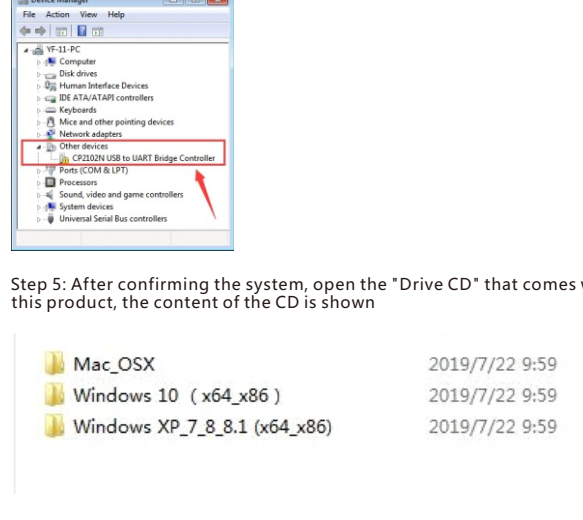 Device Manager
File Action View Help
YF-11-PC
Computer
Disk drives
Human Interface Devices
IDE ATA/ATAPI controllers
Keyboards
Mice and other pointing devices
Network adapters
Other devices
CP2102N USB to UART Bridge Controller
Ports (COM & LPT)
Processors
Sound, video and game controllers
System devices
Universal Serial Bus controllers
Step 5: After confirming the system, open the "Drive CD" that comes
this product, the content of the CD is shown
Mac_OSX 2019/7/22 9:59
Windows 10 ( x64_x86 ) 2019/7/22 9:59
Windows XP_7_8_8.1 (x64_x86) 2019/7/22 9:59